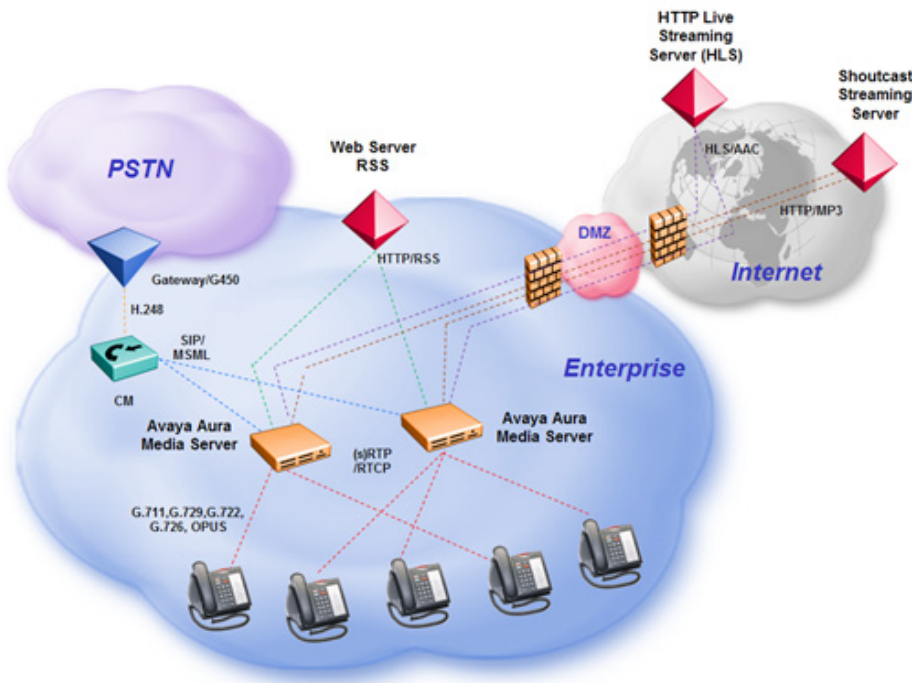 HTTP Live
Streaming
Server (HLS)
Shoutcast
Streaming
Server
HLS/AAC
HTTP/MP3
Internet
DMZ
Web Server
RSS
HTTP/RSS
PSTN
Gateway/G450
H.248
SIP/
MSML
CM
Enterprise
Avaya Aura
Media Server
Avaya Aura
Media Server
(s)RTP
/RTCP
G.711,G.729,G.722,
G.726, OPUS